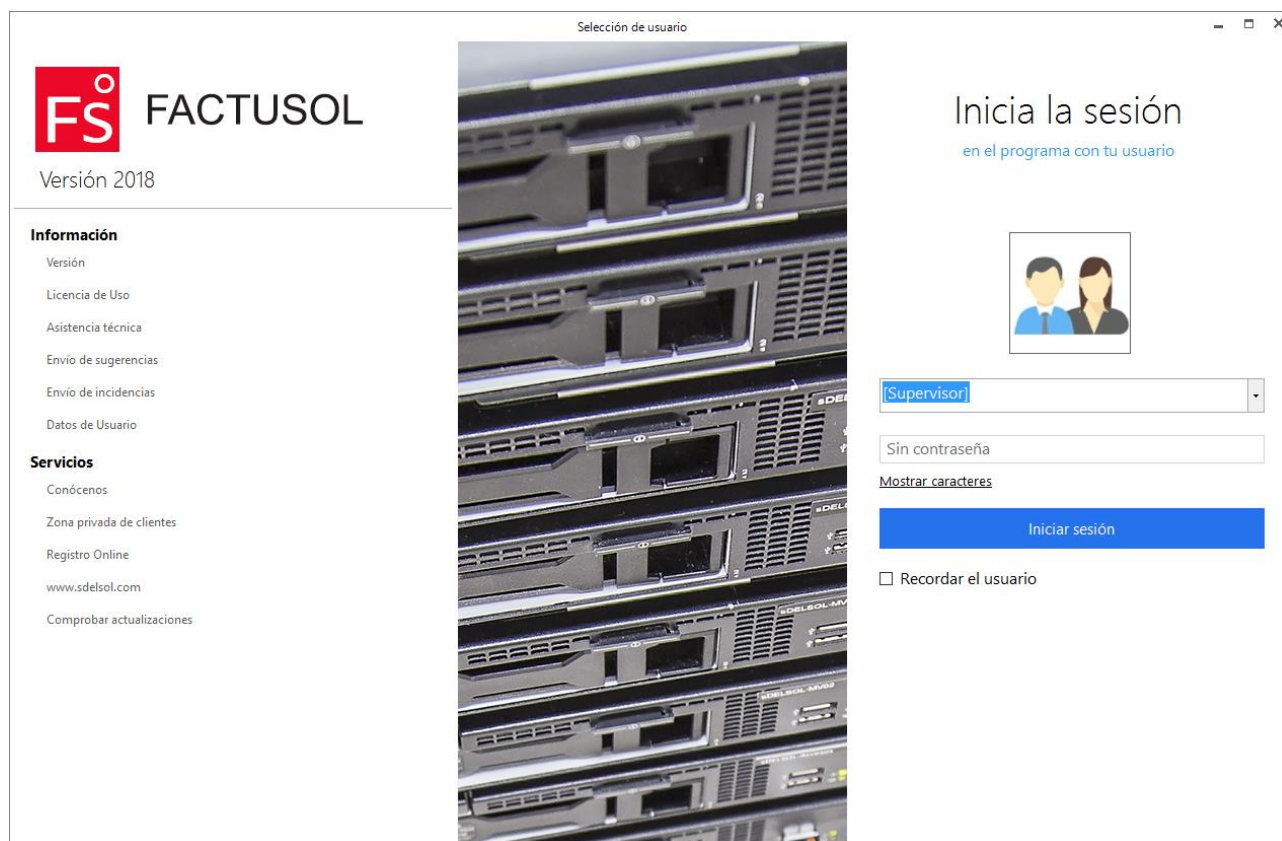 Selección de usuario
FS
FACTUSOL
Versión 2018
Información
Versión
Licencia de Uso
Asistencia técnica
Envío de sugerencias
Envío de incidencias
Datos de Usuario
Servicios
Conócenos
Zona privada de clientes
Registro Online
www.sdelsol.com
Comprobar actualizaciones
sDELSOL-MV02
Inicia la sesión
en el programa con tu usuario
[Supervisor]
Sin contraseña
Mostrar caracteres
Iniciar sesión
Recordar el usuario